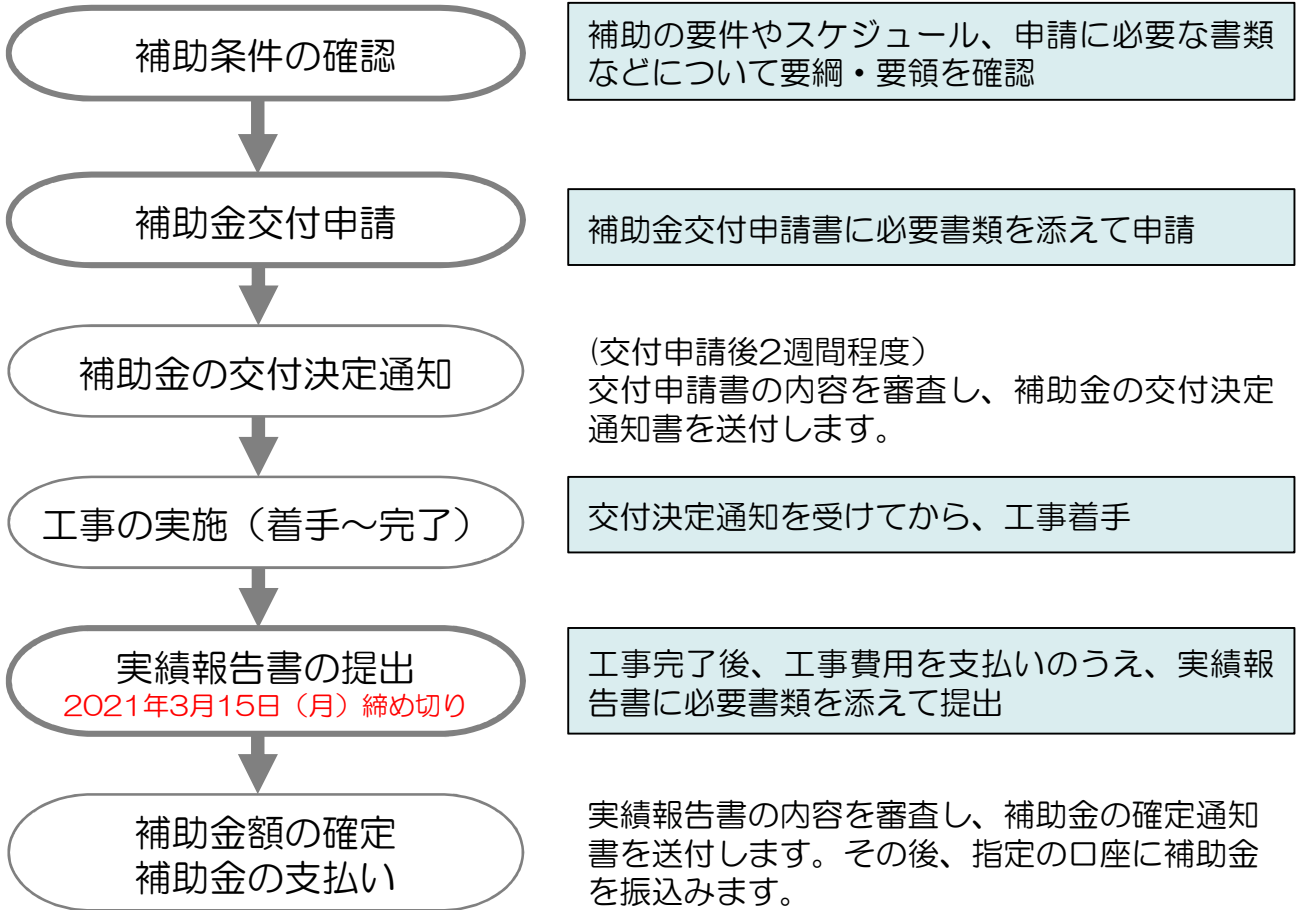 補助条件の確認
補助の要件やスケジュール、申請に必要な書類
などについて要綱・要領を確認
補助金交付申請
補助金交付申請書に必要書類を添えて申請
補助金の交付決定通知
(交付申請後2週間程度）
交付申請書の内容を審査し、補助金の交付決定
通知書を送付します。
工事の実施（着手～完了）
交付決定通知を受けてから、工事着手
実績報告書の提出
2021年3月15日（月）締め切り
工事完了後、工事費用を支払いのうえ、実績報
告書に必要書類を添えて提出
補助金額の確定
補助金の支払い
実績報告書の内容を審査し、補助金の確定通知
書を送付します。その後、指定の口座に補助金
を振込みます。